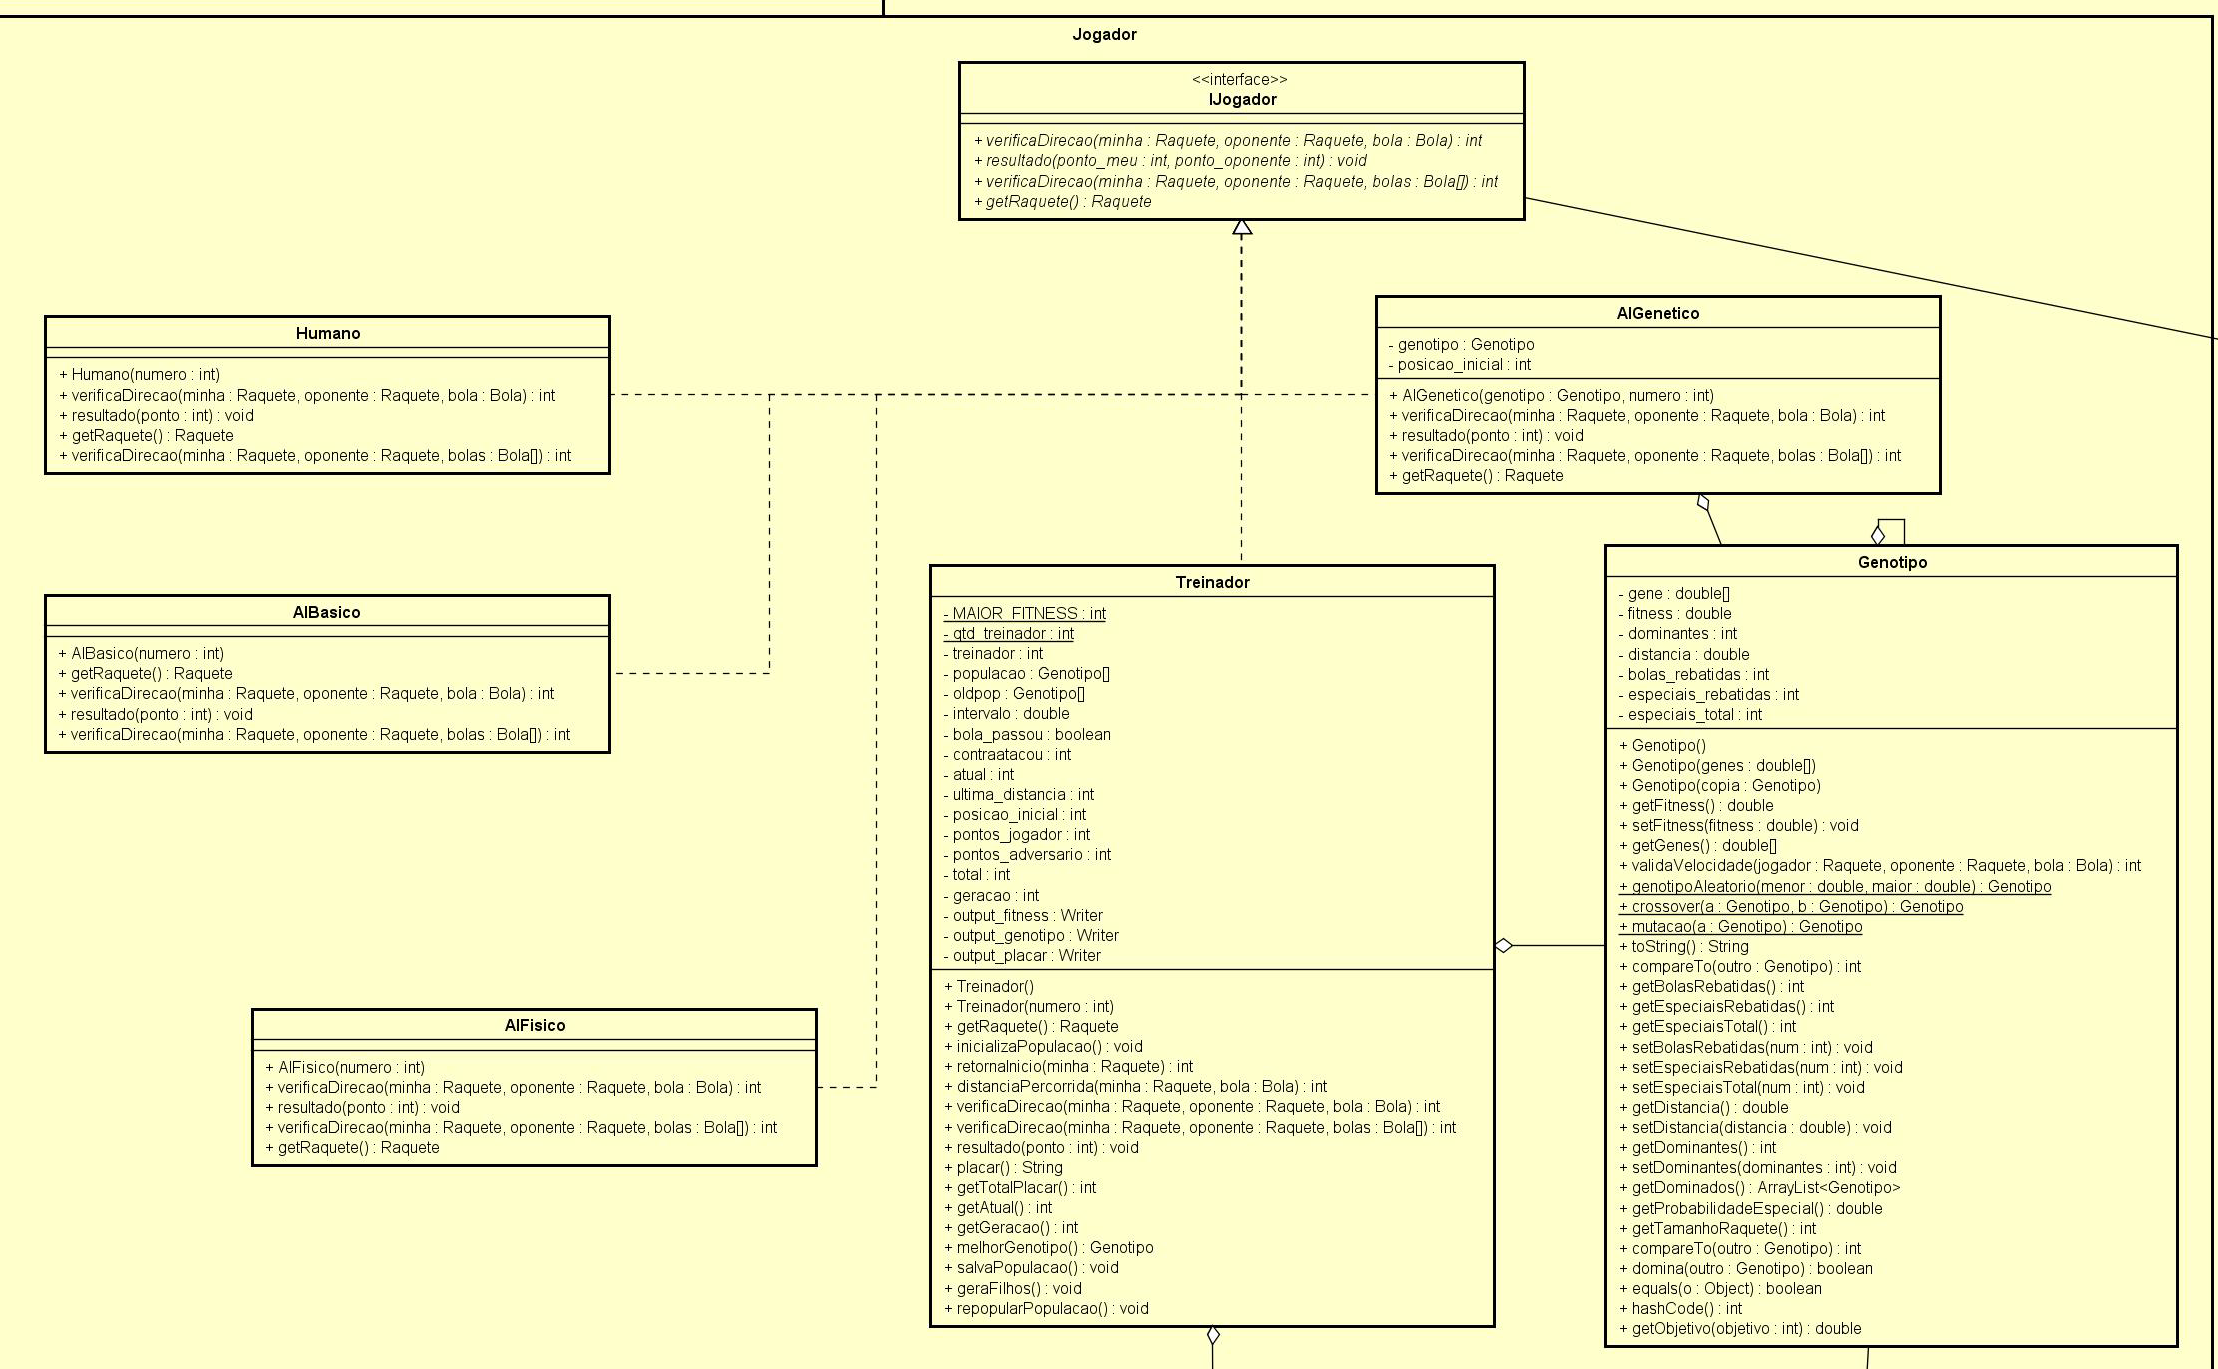 Jogador
<<interface>>
IJogador
+ verificaDirecao(minha : Raquete, oponente : Raquete, bola : Bola) : int
+ resultado(ponto_meu : int, ponto_oponente : int) : void
+ verificaDirecao(minha : Raquete, oponente : Raquete, bolas : Bola[]) : int
+ getRaquete() : Raquete
Humano
+ Humano(numero : int)
+ verificaDirecao(minha : Raquete, oponente : Raquete, bola : Bola) : int
+ resultado(ponto : int) : void
+ getRaquete() : Raquete
+ verificaDirecao(minha : Raquete, oponente : Raquete, bolas : Bola[]) : int
AIGenetico
- genotipo : Genotipo
- posicao_inicial : int
+ AIGenetico(genotipo : Genotipo, numero : int)
+ verificaDirecao(minha : Raquete, oponente : Raquete, bola : Bola) : int
+ resultado(ponto : int) : void
+ verificaDirecao(minha : Raquete, oponente : Raquete, bolas : Bola[]) : int
+ getRaquete() : Raquete
AIBasico
+ AIBasico(numero : int)
+ getRaquete() : Raquete
+ verificaDirecao(minha : Raquete, oponente : Raquete, bola : Bola) : int
+ resultado(ponto : int) : void
+ verificaDirecao(minha : Raquete, oponente : Raquete, bolas : Bola[]) : int
AIFisico
+ AIFisico(numero : int)
+ verificaDirecao(minha : Raquete, oponente : Raquete, bola : Bola) : int
+ resultado(ponto : int) : void
+ verificaDirecao(minha : Raquete, oponente : Raquete, bolas : Bola[]) : int
+ getRaquete() : Raquete
Treinador
- MAIOR_FITNESS : int
- qtd_treinador : int
- treinador : int
- populacao : Genotipo[]
- oldpop : Genotipo[]
- intervalo : double
- bola_passou : boolean
- contraatacou : int
- atual : int
- ultima_distancia : int
- posicao_inicial : int
- pontos_jogador : int
- pontos_adversario : int
- total : int
- geracao : int
- output_fitness : Writer
- output_genotipo : Writer
- output_placar : Writer
+ Treinador()
+ Treinador(numero : int)
+ getRaquete() : Raquete
+ inicializaPopulacao() : void
+ retornaInicio(minha : Raquete) : int
+ distanciaPercorrida(minha : Raquete, bola : Bola) : int
+ verificaDirecao(minha : Raquete, oponente : Raquete, bola : Bola) : int
+ verificaDirecao(minha : Raquete, oponente : Raquete, bolas : Bola[]) : int
+ resultado(ponto : int) : void
+ placar() : String
+ getTotalPlacar() : int
+ getAtual() : int
+ getGeracao() : int
+ melhorGenotipo() : Genotipo
+ salvaPopulacao() : void
+ geraFilhos() : void
+ repopularPopulacao() : void
Genotipo
- gene : double[]
- fitness : double
- dominantes : int
- distancia : double
- bolas_rebatidas : int
- especiais_rebatidas : int
- especiais_total : int
+ Genotipo()
+ Genotipo(genes : double[])
+ Genotipo(copia : Genotipo)
+ getFitness() : double
+ setFitness(fitness : double) : void
+ getGenes() : double[]
+ validaVelocidade(jogador : Raquete, oponente : Raquete, bola : Bola) : int
+ genotipoAleatorio(menor : double, maior : double) : Genotipo
+ crossover(a : Genotipo, b : Genotipo) : Genotipo
+ mutacao(a : Genotipo) : Genotipo
+ toString() : String
+ compareTo(outro : Genotipo) : int
+ getBolasRebatidas() : int
+ getEspeciaisRebatidas() : int
+ getEspeciaisTotal() : int
+ setBolasRebatidas(num : int) : void
+ setEspeciaisRebatidas(num : int) : void
+ setEspeciaisTotal(num : int) : void
+ getDistancia() : double
+ setDistancia(distancia : double) : void
+ getDominantes() : int
+ setDominantes(dominantes : int) : void
+ getDominados() : ArrayList<Genotipo>
+ getProbabilidadeEspecial() : double
+ getTamanhoRaquete() : int
+ compareTo(outro : Genotipo) : int
+ domina(outro : Genotipo) : boolean
+ equals(o : Object) : boolean
+ hashCode() : int
+ getObjetivo(objetivo : int) : double